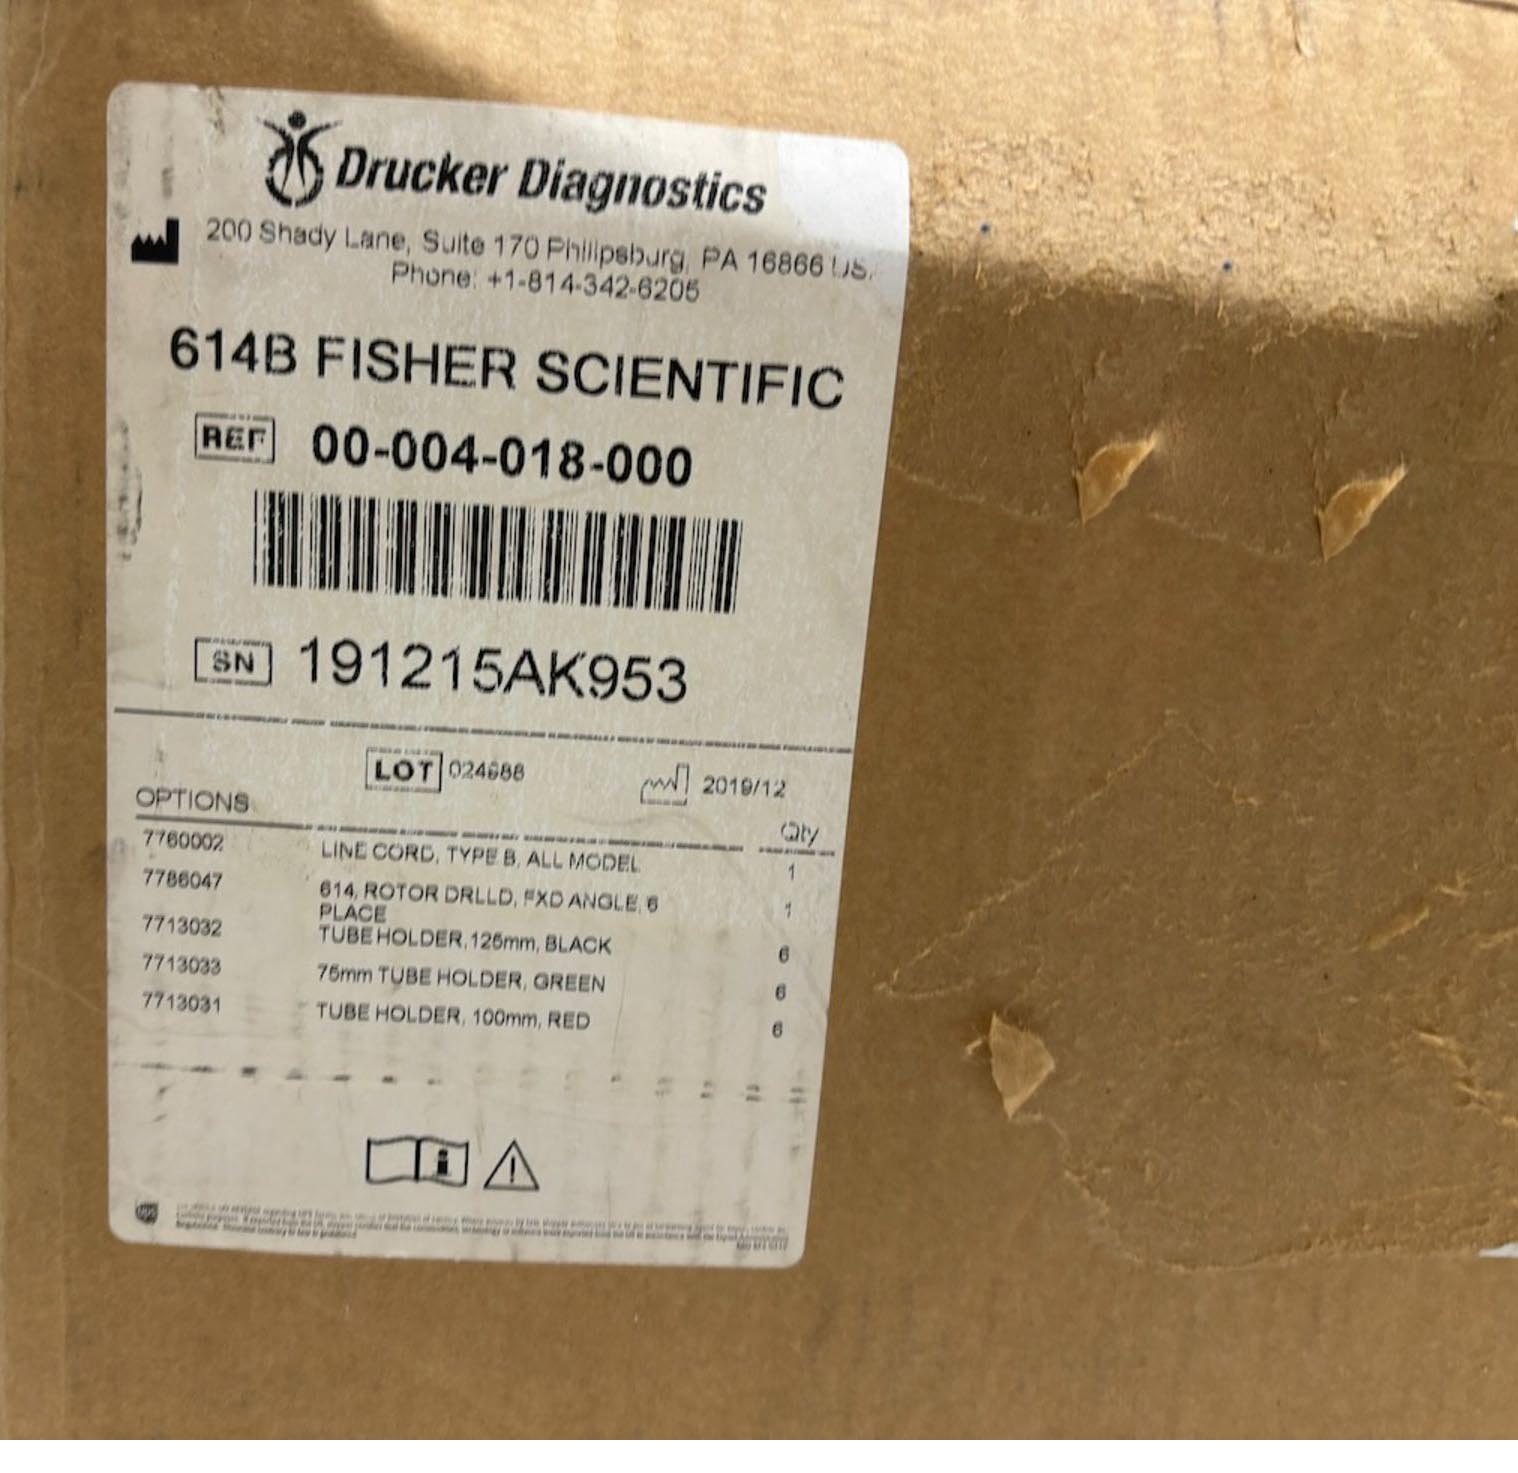 Drucker Diagnostics
200 Shady Lane, Suite 170 Philipsburg, PA 16866 US
Phone: +1-814-342-6205
614B FISHER SCIENTIFIC
REF 00-004-018-000
SN 191215AK953
LOT 024688 2019/12
OPTIONS Qty
7760002 LINE CORD, TYPE B, ALL MODEL 1
7786047 614, ROTOR DRLLD, FXD ANGLE, 6 1
PLACE
7713032 TUBE HOLDER, 125mm, BLACK 6
7713033 75mm TUBE HOLDER, GREEN 6
7713031 TUBE HOLDER, 100mm, RED 6
ups